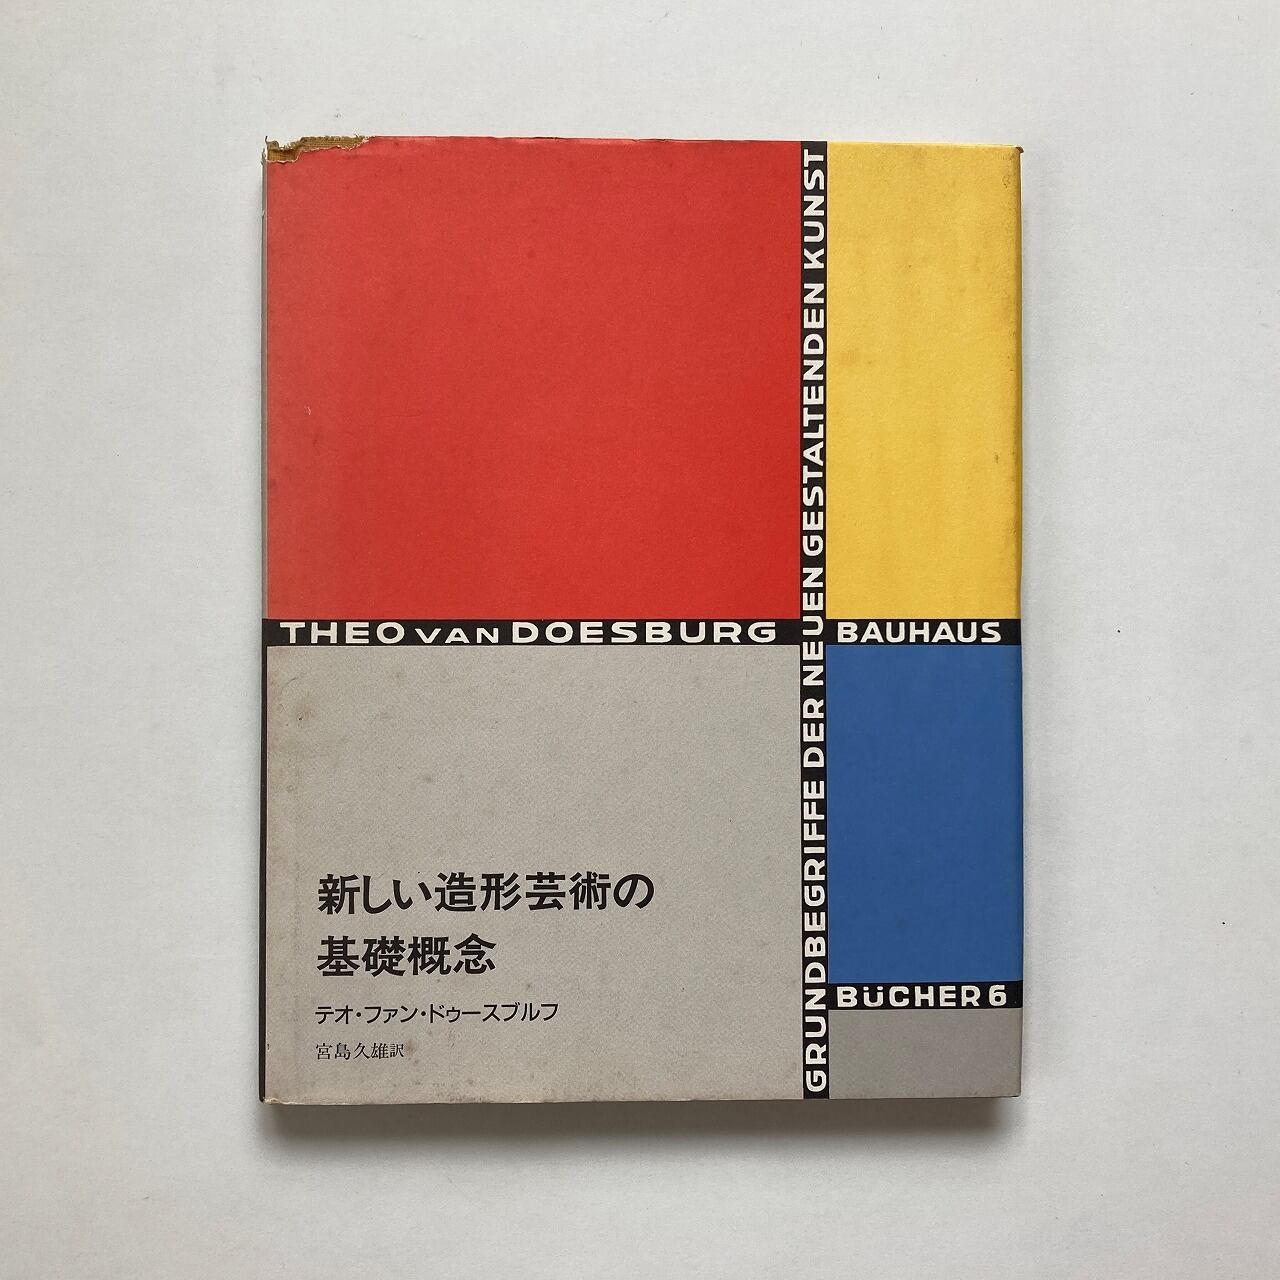 THEO VAN DOESBURG
BAUHAUS
GRUNDBEGRIFFE DER NEUEN GESTALTENDEN KUNST
BÜCHER 6
新しい造形芸術の
基礎概念
テオ・ファン・ドゥースブルフ
宮島久雄訳